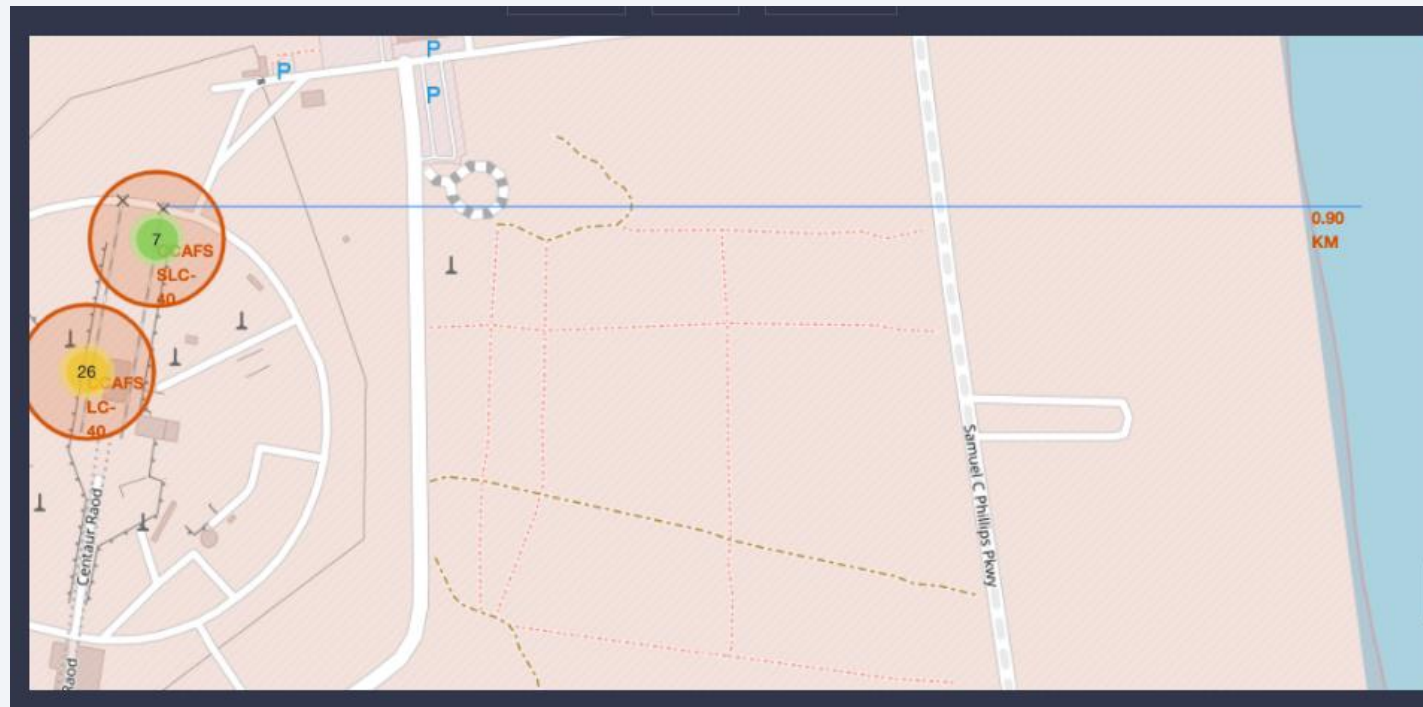 P
P
P
0.90
KM
7
CCAFS
SLC-
40
26
CCAFS
LC-
40
Samuel C Phillips Pkwy
Centaur Raod
Raod